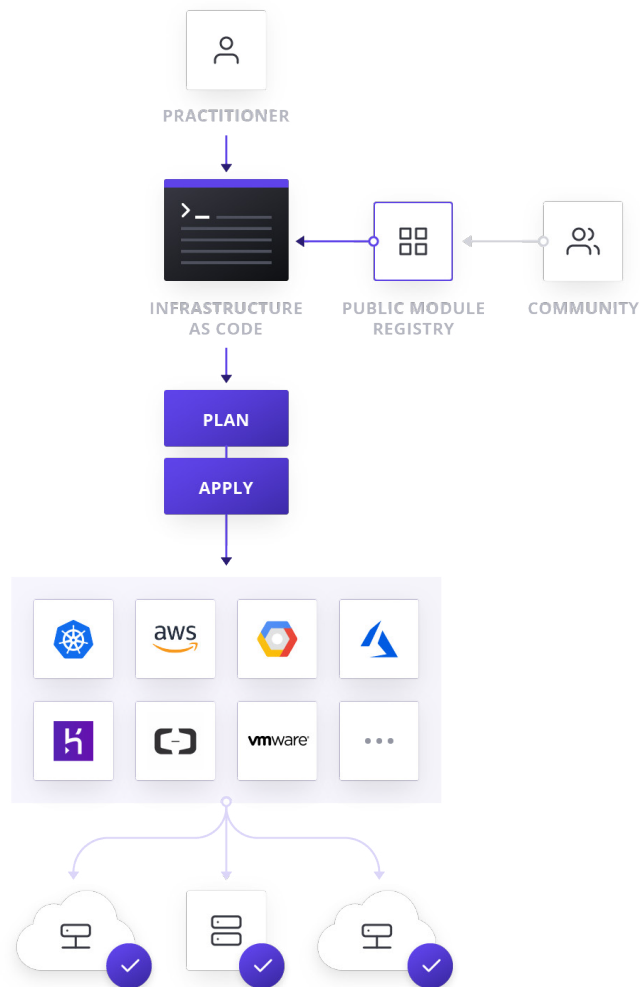 PRACTITIONER
INFRASTRUCTURE
AS CODE
PUBLIC MODULE
REGISTRY
COMMUNITY
PLAN
APPLY
aws
vmware